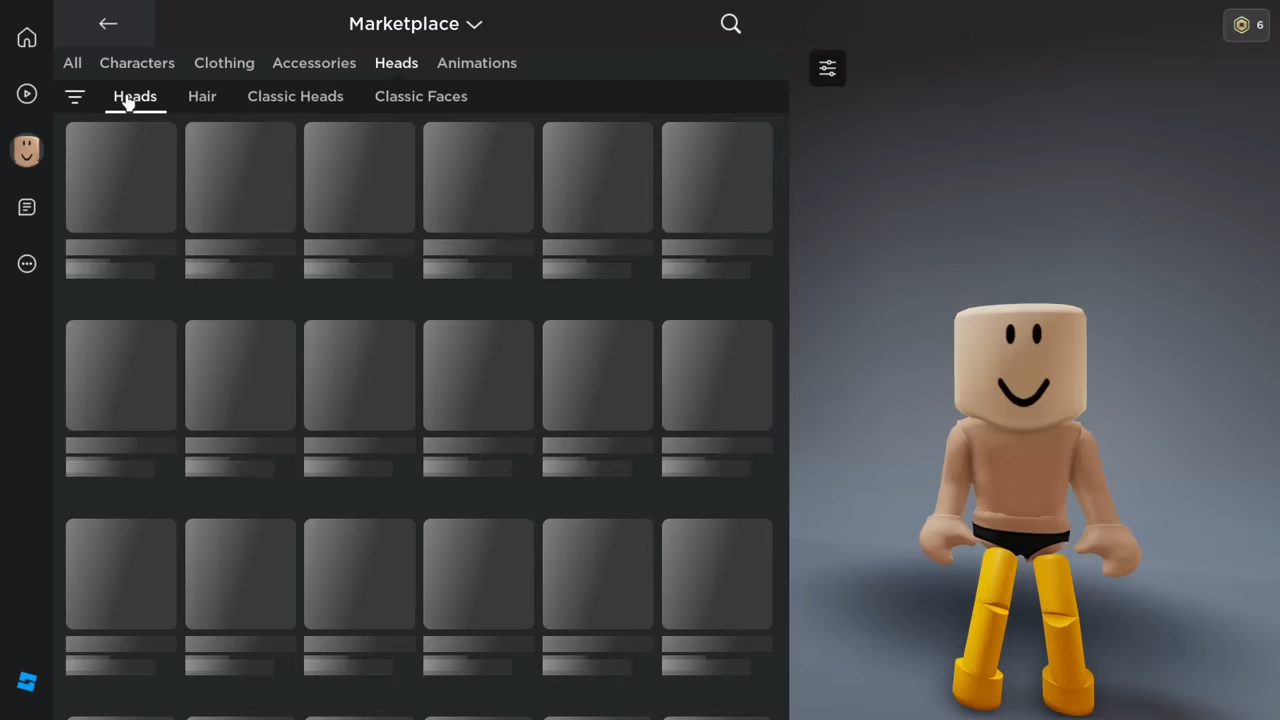 Marketplace
6
All Characters Clothing Accessories Heads Animations
Heads Hair Classic Heads Classic Faces